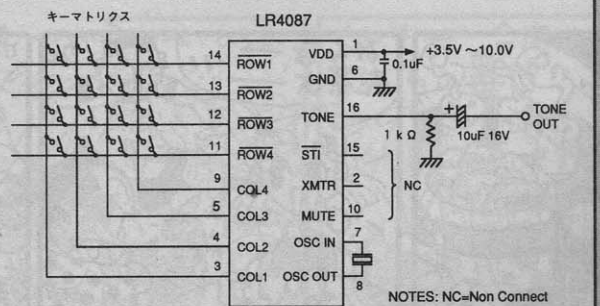 キーマトリクス
LR4087
14 ROW1
13 ROW2
12 ROW3
11 ROW4
9 COL4
5 COL3
4 COL2
3 COL1
VDD 1
+3.5V ～10.0V
0.1uF
GND 6
TONE 16
+
1 k Ω
10uF 16V
TONE
OUT
STI 15
XMTR 2
NC
MUTE 10
OSC IN 7
OSC OUT 8
NOTES: NC=Non Connect